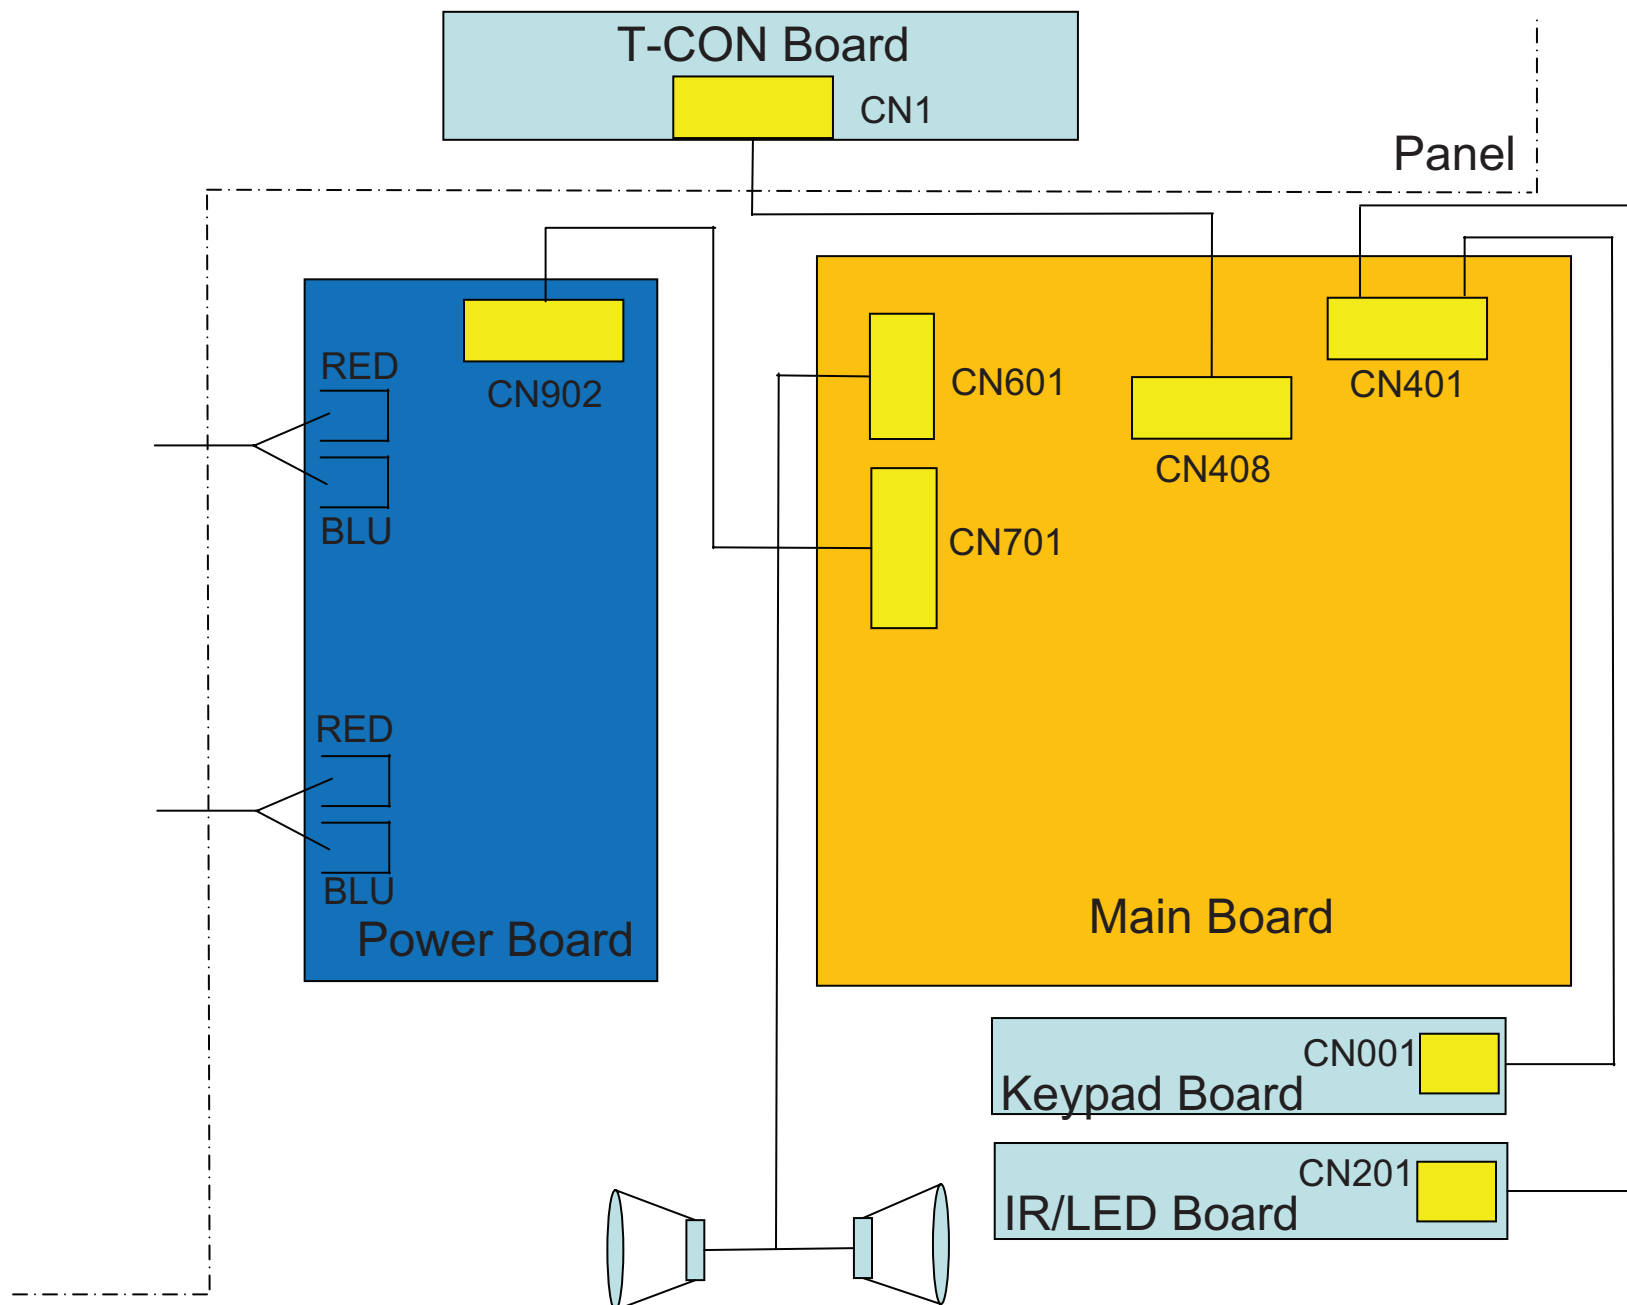 T-CON Board
CN1
Panel
RED
CN902
BLU
CN601
CN401
CN408
CN701
RED
BLU
Power Board
Main Board
CN001
Keypad Board
CN201
IR/LED Board